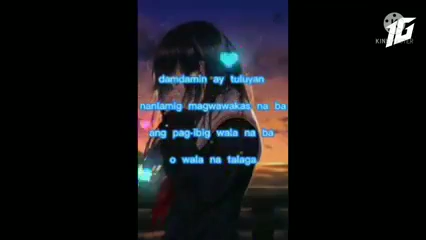 damdamin ay tuluyan
nanlamig magwawakas na ba
ang pag-ibig wala na ba
o wala na talaga